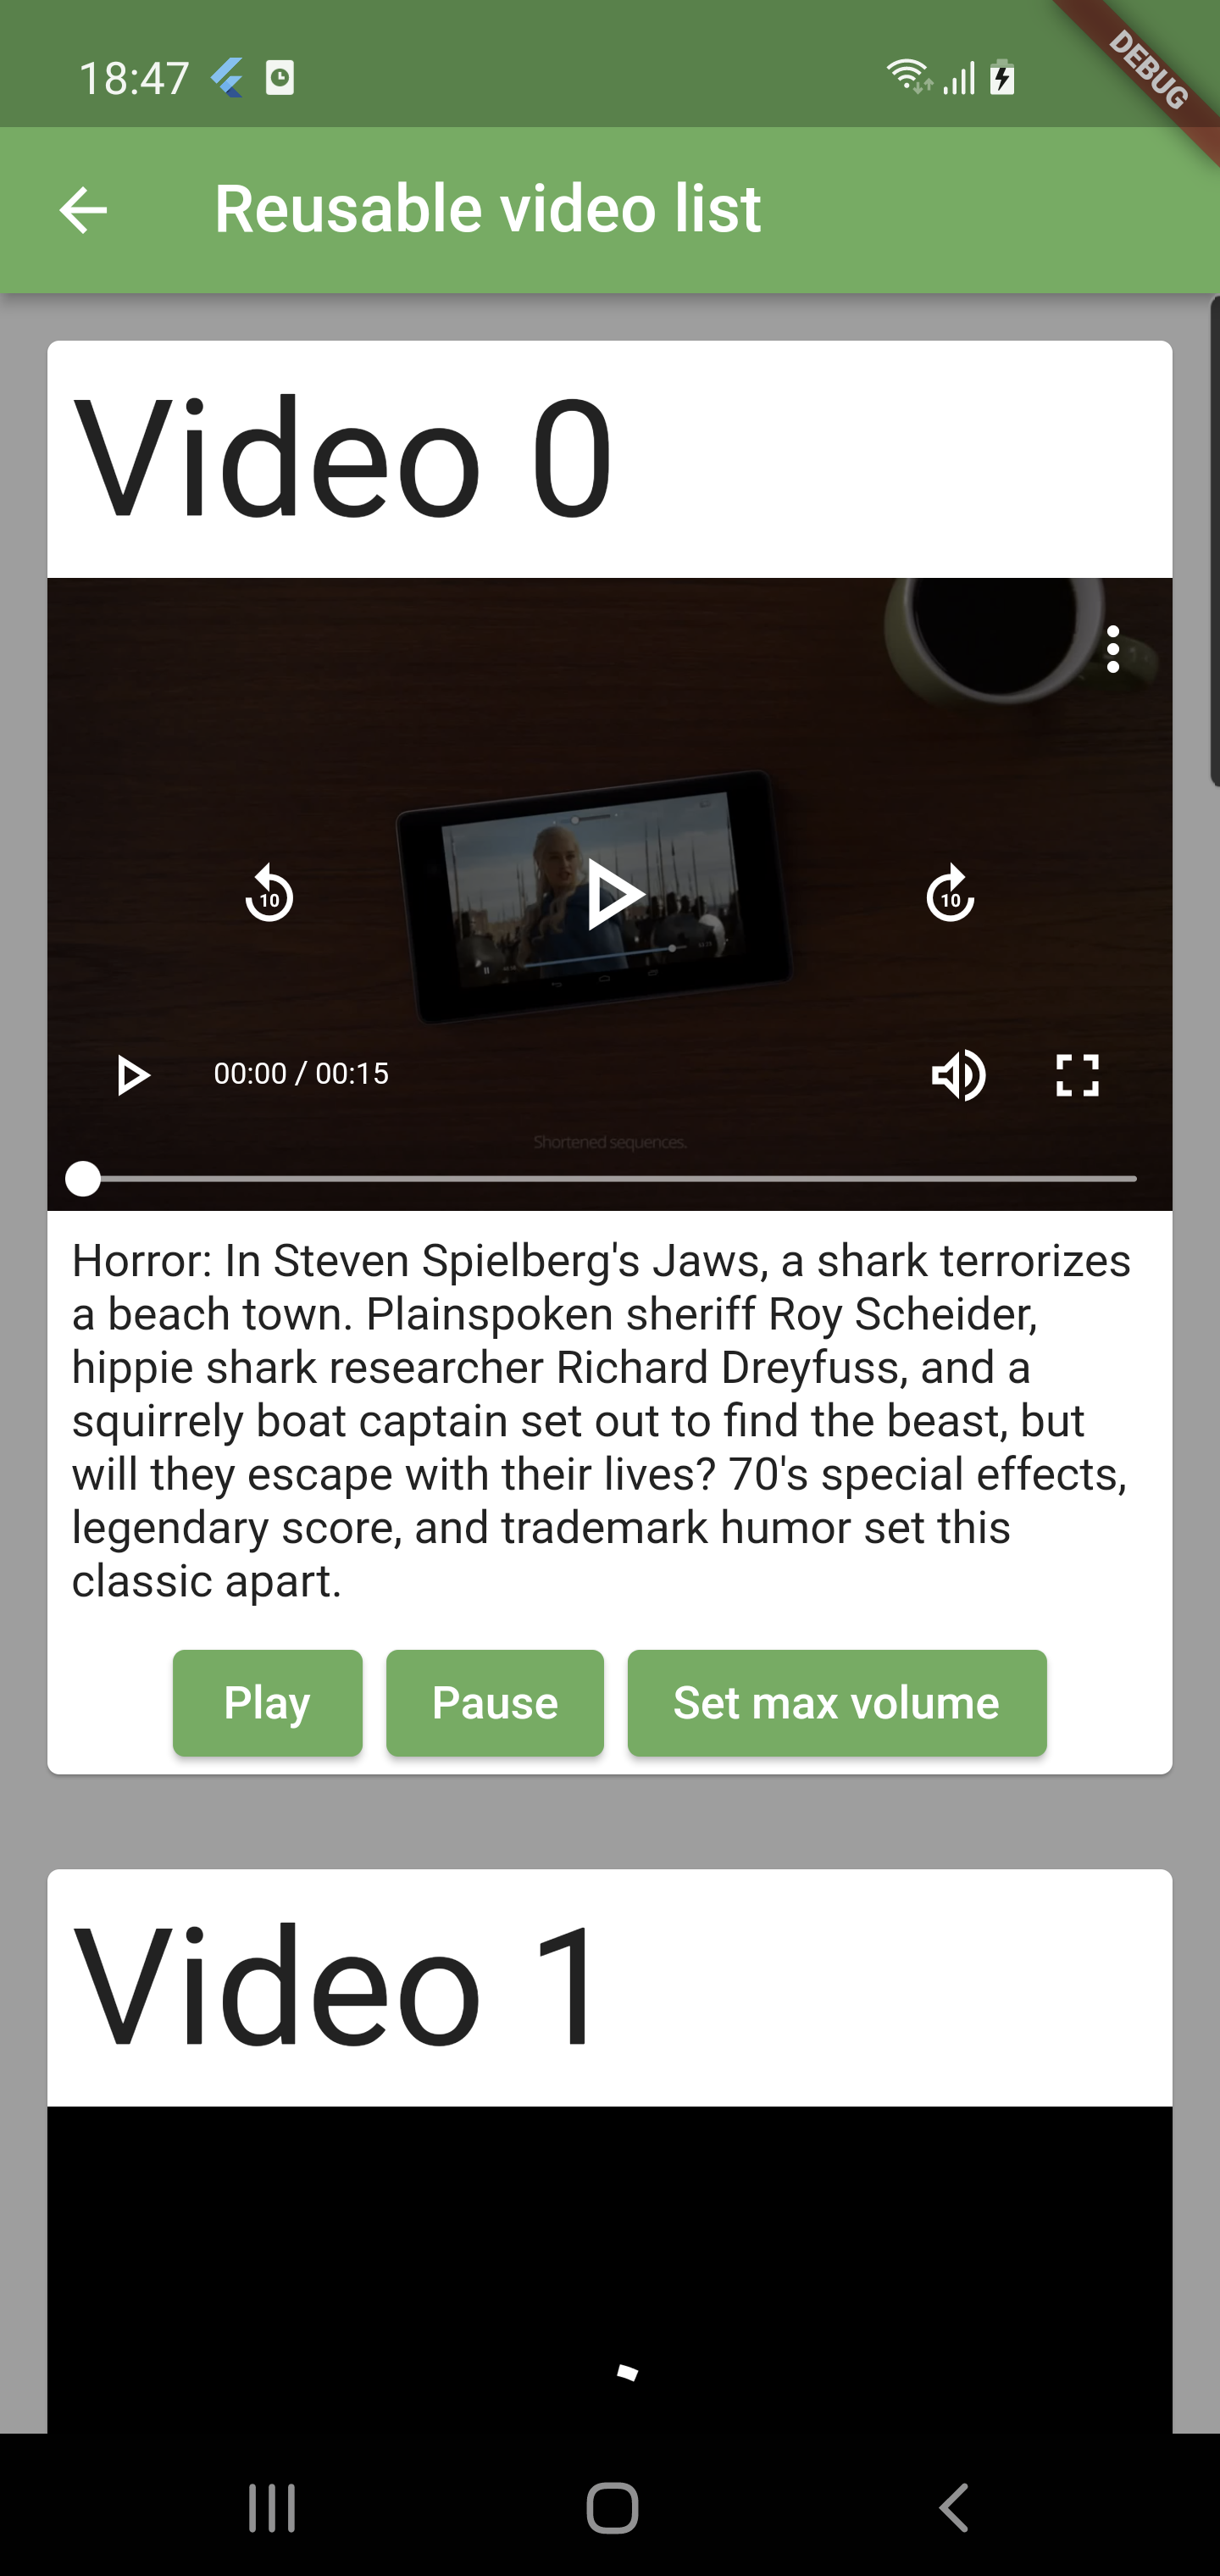 18:47
DEBUG
Reusable video list
Video 0
10
10
00:00 / 00:15
Shortened sequences.
Horror: In Steven Spielberg's Jaws, a shark terrorizes
a beach town. Plainspoken sheriff Roy Scheider,
hippie shark researcher Richard Dreyfuss, and a
squirrely boat captain set out to find the beast, but
will they escape with their lives? 70's special effects,
legendary score, and trademark humor set this
classic apart.
Play
Pause
Set max volume
Video 1